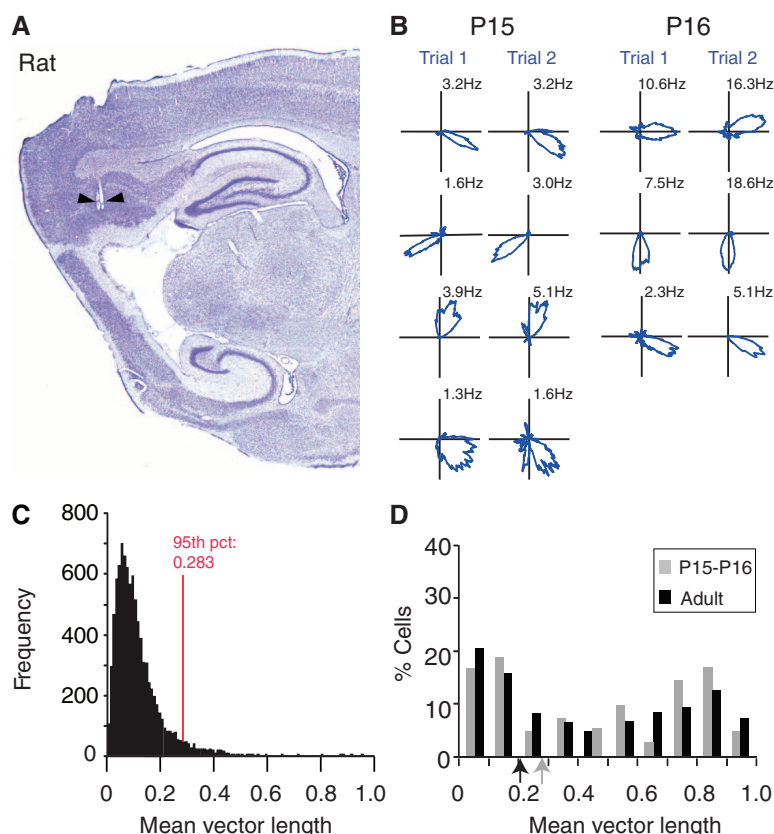 A
Rat
B
P15
P16
Trial 1
Trial 2
Trial 1
Trial 2
3.2Hz
3.2Hz
10.6Hz
16.3Hz
1.6Hz
3.0Hz
7.5Hz
18.6Hz
3.9Hz
5.1Hz
2.3Hz
5.1Hz
1.3Hz
1.6Hz
C
800
600
400
200
0
Frequency
95th pct:
0.283
0
0.2
0.4
0.6
0.8
1.0
Mean vector length
D
40
30
20
10
0
% Cells
P15-P16
Adult
0
0.2
0.4
0.6
0.8
1.0
Mean vector length